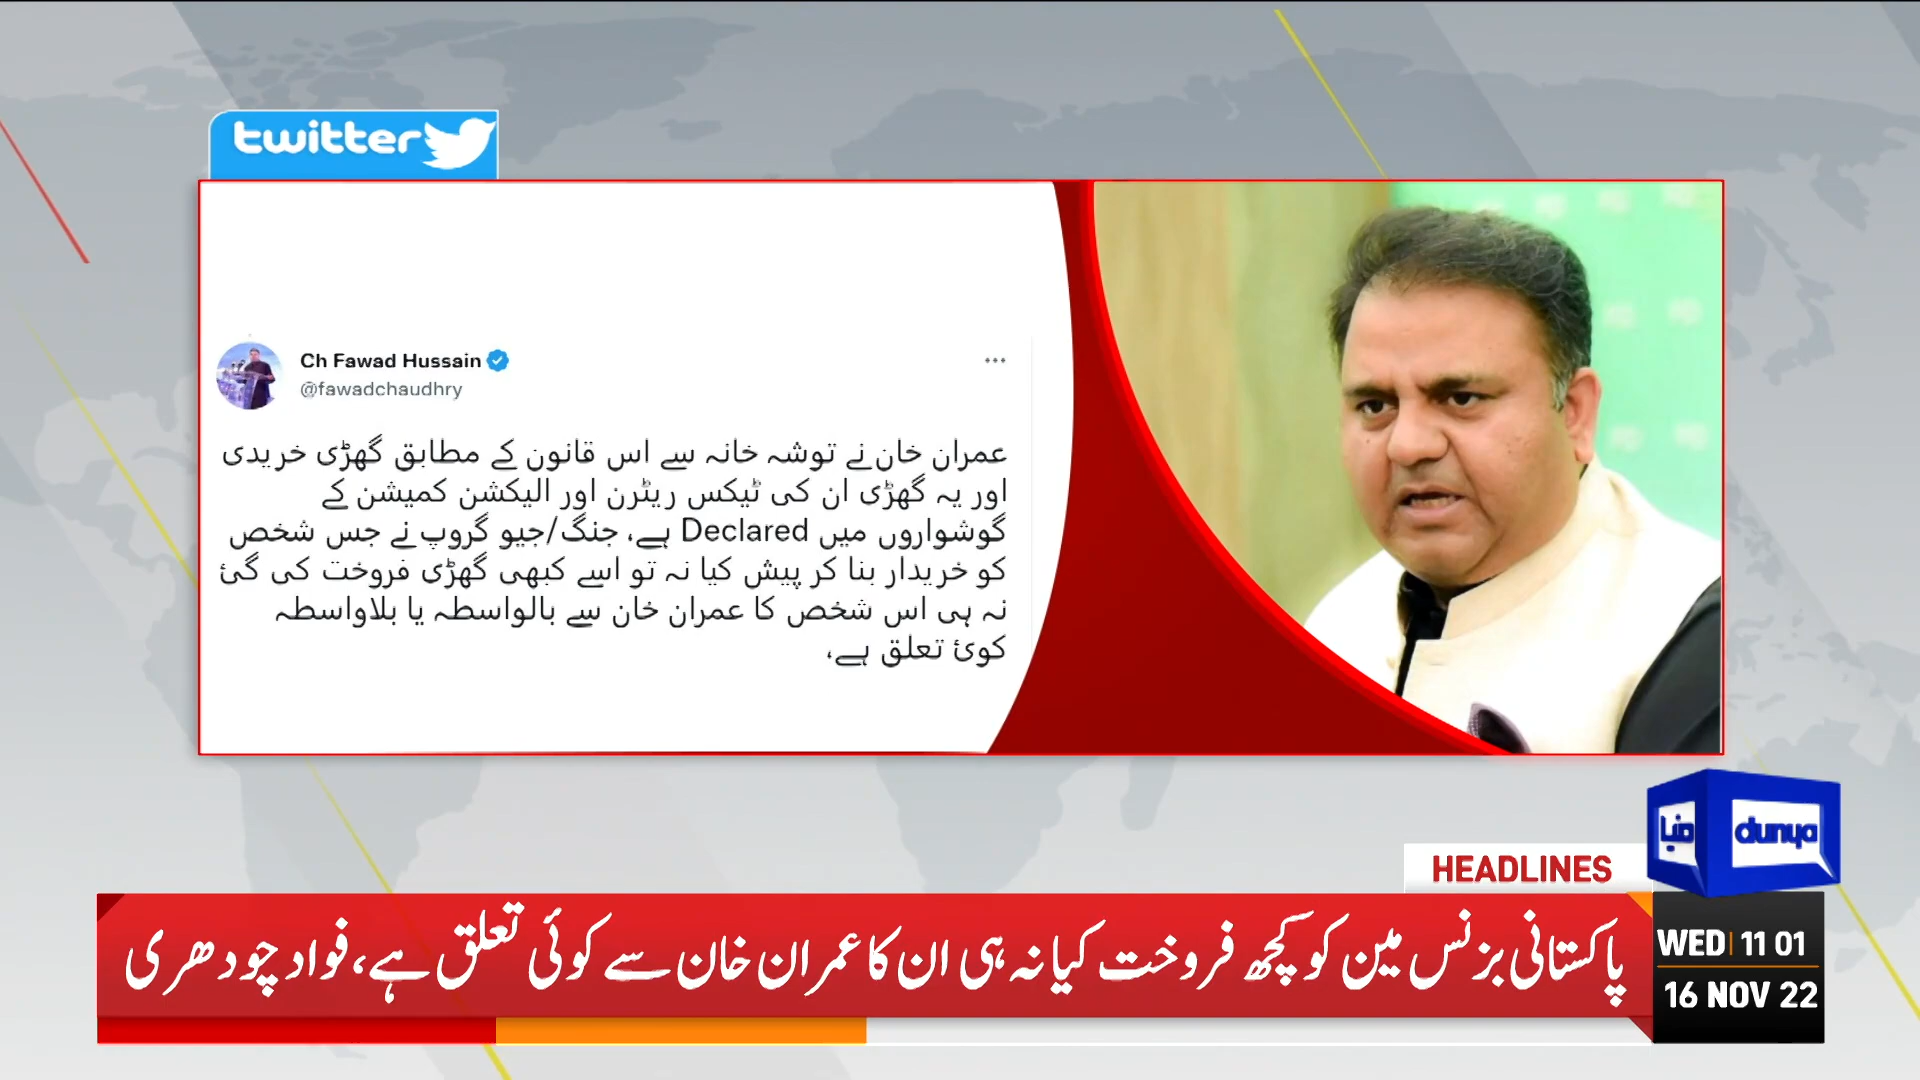 twitter
Ch Fawad Hussain
@fawadchaudhry
عمران خان نے توشہ خانہ سے اس قانون کے مطابق گھڑی خریدی
اور یہ گھڑی ان کی ٹیکس ریٹرن اور الیکشن کمیشن کے
گوشواروں میں Declared ہے، جنگ/جیو گروپ نے جس شخص
کو خریدار بنا کر پیش کیا نہ تو اسے کبھی گھڑی فروخت کی گئ
نہ ہی اس شخص کا عمران خان سے بالواسطہ یا بلاواسطہ
کوئ تعلق ہے،
دنیا
dunya
HEADLINES
پاکستانی بزنس مین کو کچھ فروخت کیا نہ ہی ان کا عمران خان سے کوئی تعلق ہے، فواد چودھری
WED 11 01
16 NOV 22